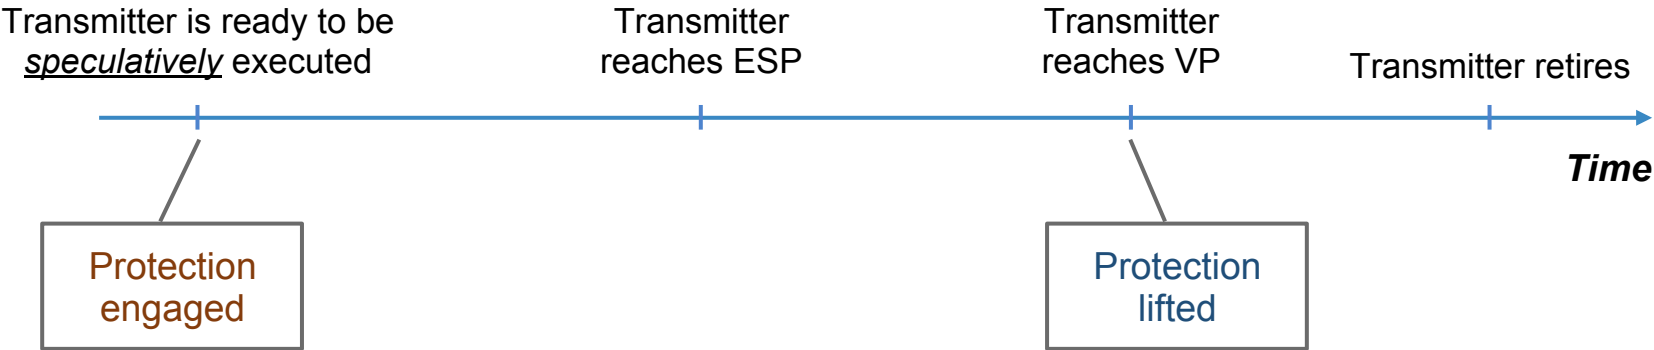 Transmitter is ready to be
speculatively executed
Transmitter
reaches ESP
Transmitter
reaches VP
Transmitter retires
Time
Protection
engaged
Protection
lifted